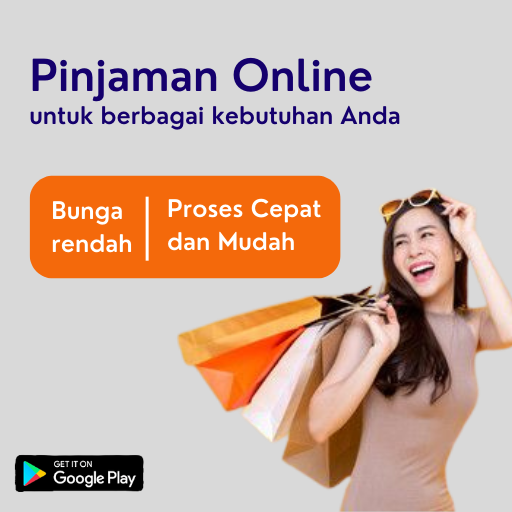 Pinjaman Online
untuk berbagai kebutuhan Anda
Bunga
rendah
Proses Cepat
dan Mudah
GET IT ON
Google Play